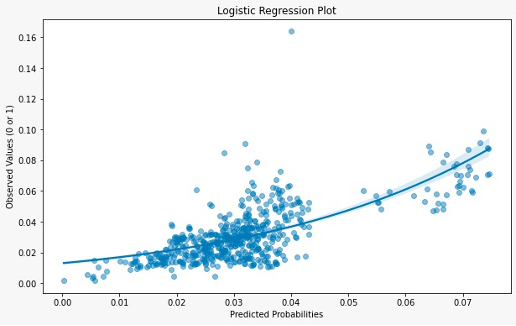 Logistic Regression Plot
0.16
0.14
0.12
0.10
0.08
0.06
0.04
0.02
0.00
Observed Values (0 or 1)
0.00 0.01 0.02 0.03 0.04 0.05 0.06 0.07
Predicted Probabilities